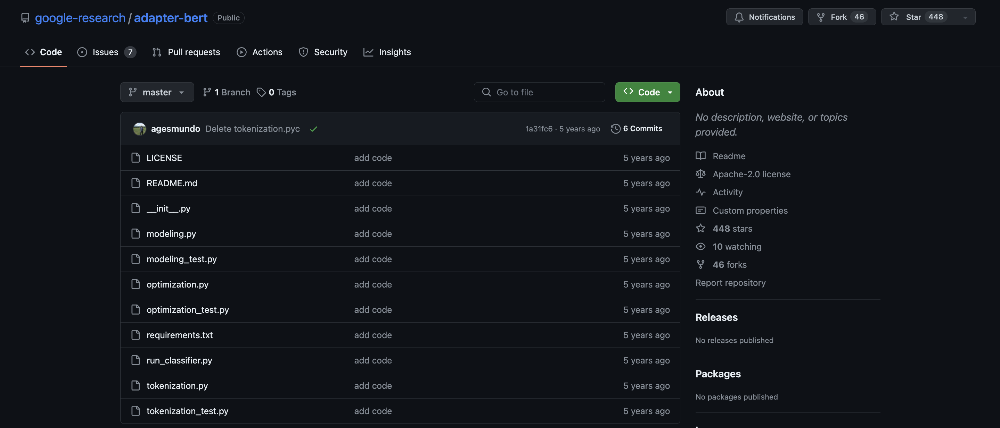 google-research / adapter-bert Public
Notifications Fork 46 Star 448
Code Issues 7 Pull requests Actions Security Insights
master 1 Branch 0 Tags Go to file Code
agesmundo Delete tokenization.pyc 1a31fc6 · 5 years ago 6 Commits
LICENSE add code 5 years ago
README.md add code 5 years ago
__init__.py add code 5 years ago
modeling.py add code 5 years ago
modeling_test.py add code 5 years ago
optimization.py add code 5 years ago
optimization_test.py add code 5 years ago
requirements.txt add code 5 years ago
run_classifier.py add code 5 years ago
tokenization.py add code 5 years ago
tokenization_test.py add code 5 years ago
About
No description, website, or topics
provided.
Readme
Apache-2.0 license
Activity
Custom properties
448 stars
10 watching
46 forks
Report repository
Releases
No releases published
Packages
No packages published